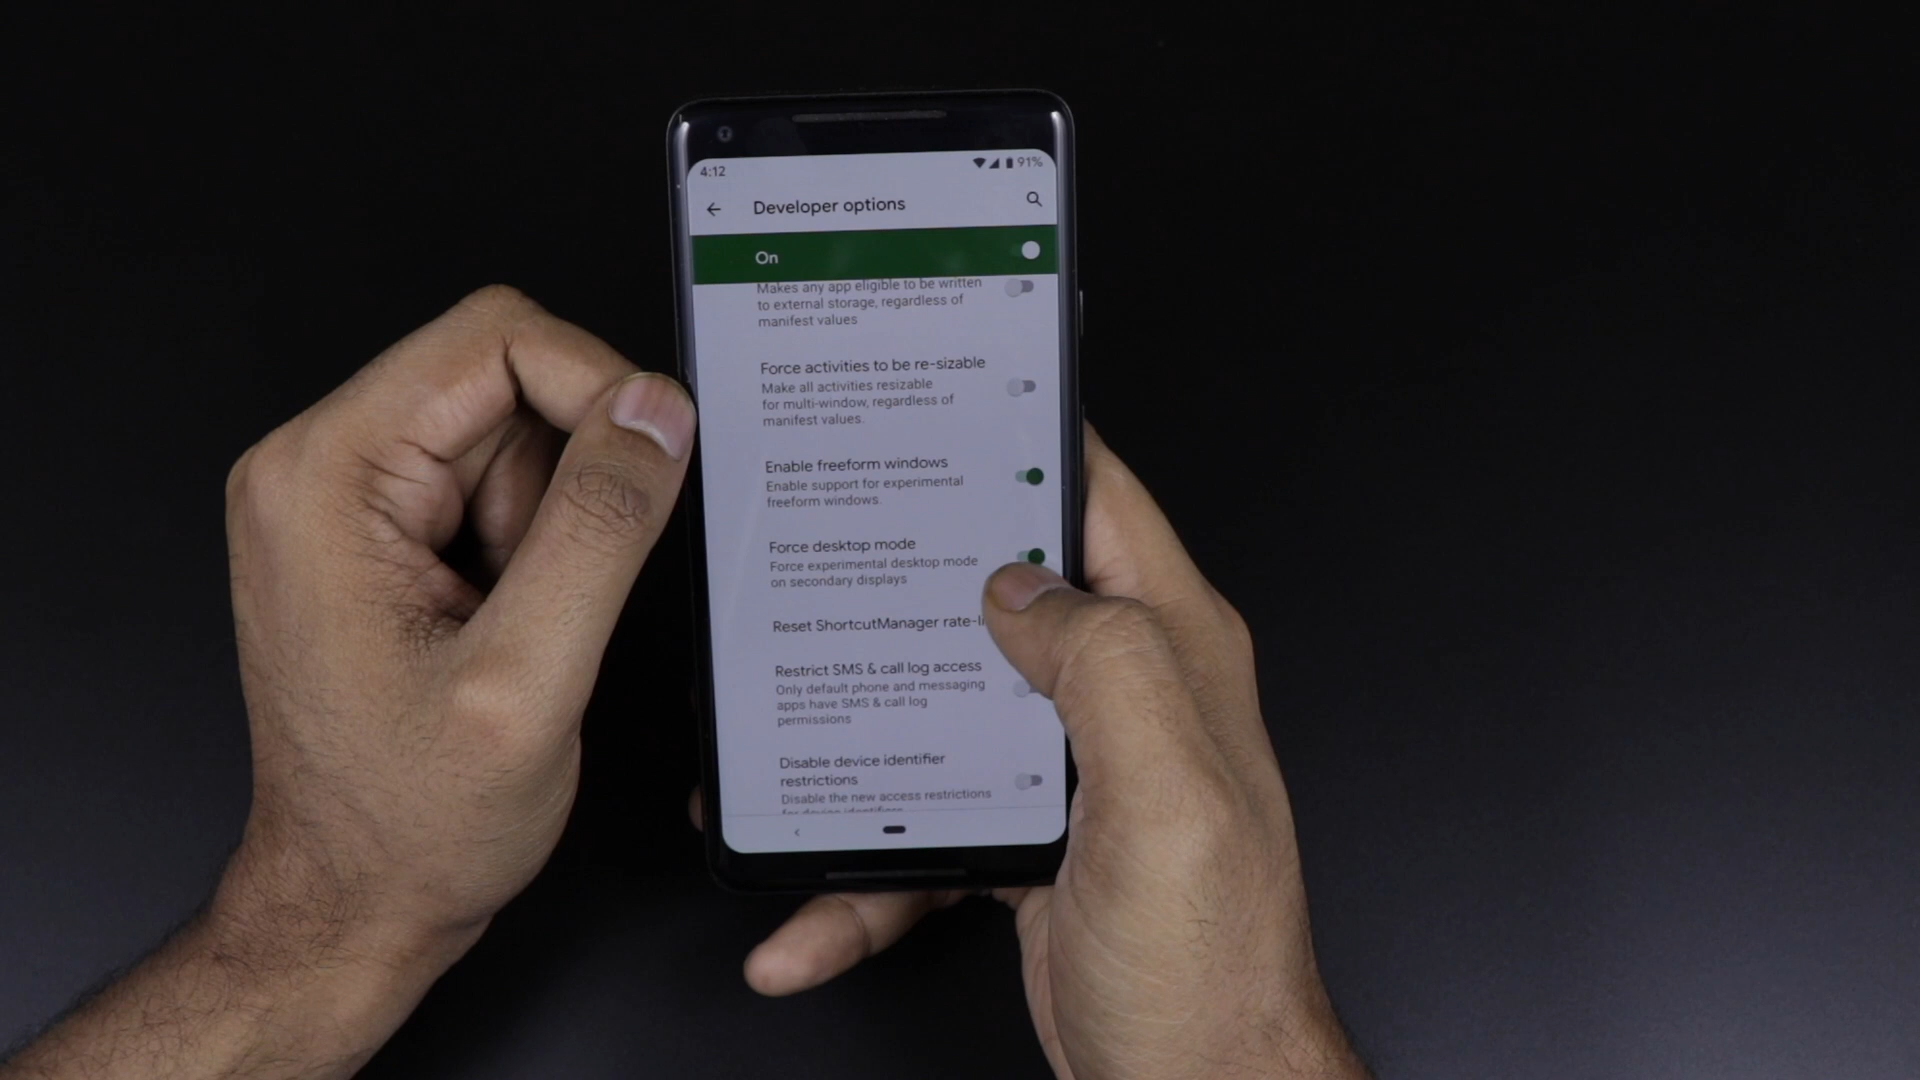 4:12
91%
Developer options
On
Makes any app eligible to be written
to external storage, regardless of
manifest values
Force activities to be re-sizable
Make all activities resizable
for multi-window, regardless of
manifest values.
Enable freeform windows
Enable support for experimental
freeform windows.
Force desktop mode
Force experimental desktop mode
on secondary displays
Reset ShortcutManager rate-li
Restrict SMS & call log access
Only default phone and messaging
apps have SMS & call log
permissions
Disable device identifier
restrictions
Disable the new access restrictions
for device identifiers